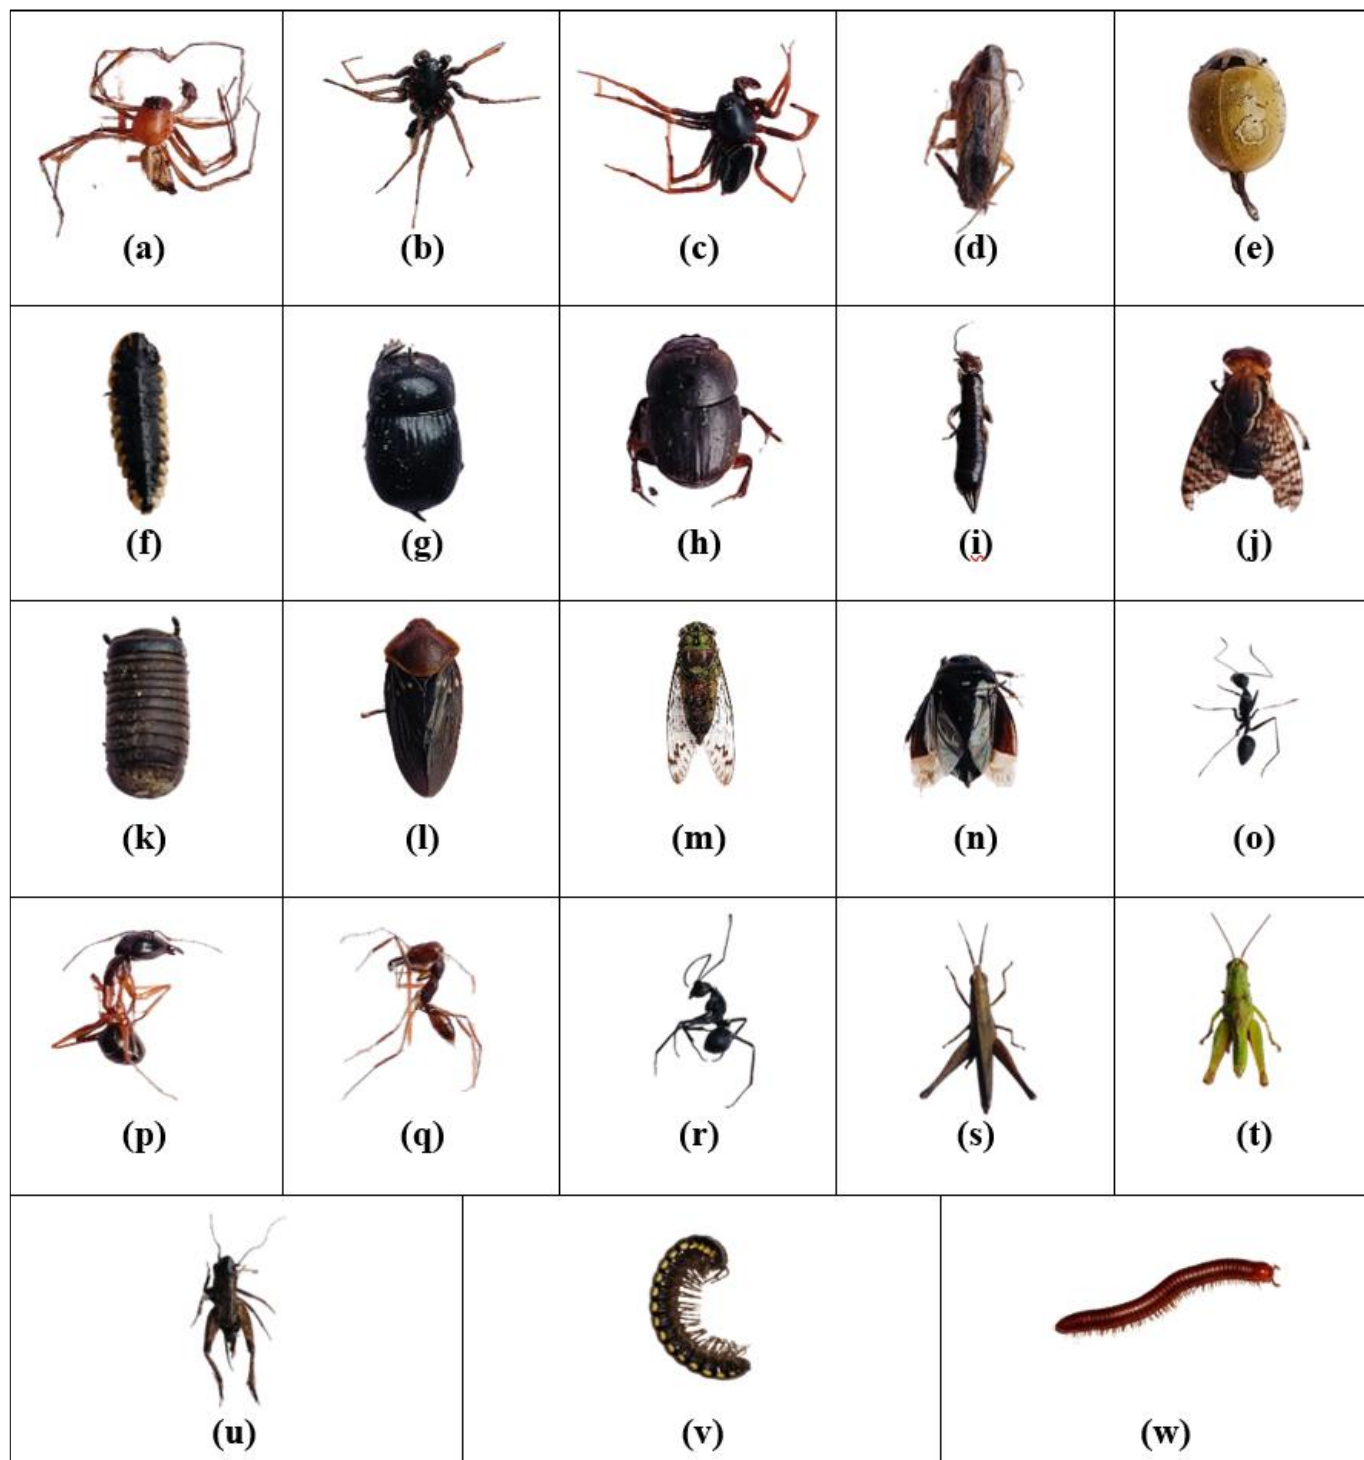 (a) (b) (c) (d) (e)
(f) (g) (h) (i) (j)
(k) (l) (m) (n) (o)
(p) (q) (r) (s) (t)
(u) (v) (w)